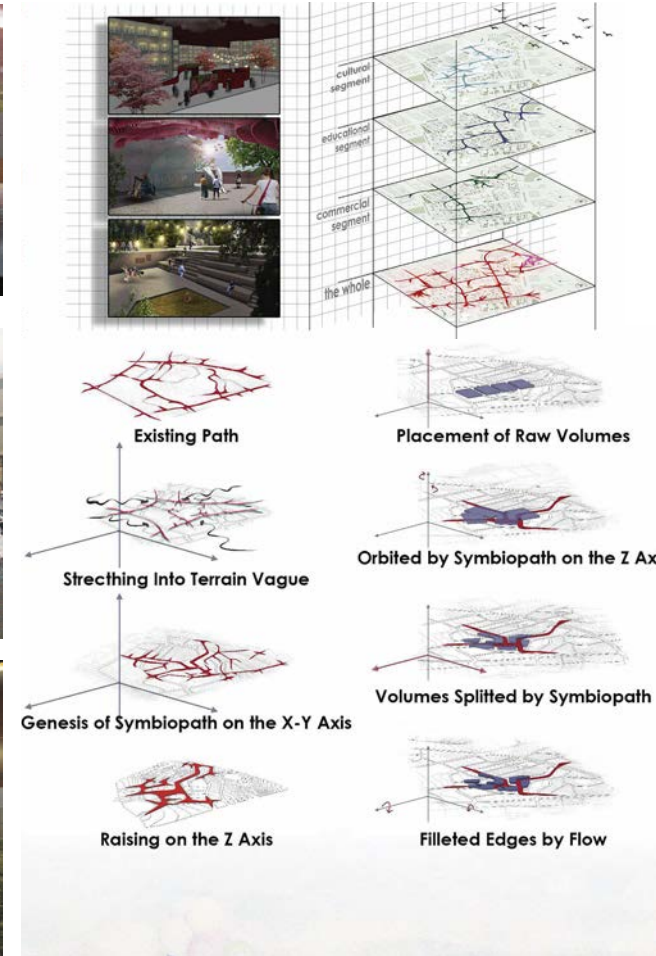 cultural
segment
educational
segment
commercial
segment
the whole
Existing Path
Placement of Raw Volumes
Strecthing Into Terrain Vague
Orbited by Symbiopath on the Z Ax
Genesis of Symbiopath on the X-Y Axis
Volumes Splitted by Symbiopath
Raising on the Z Axis
Filleted Edges by Flow